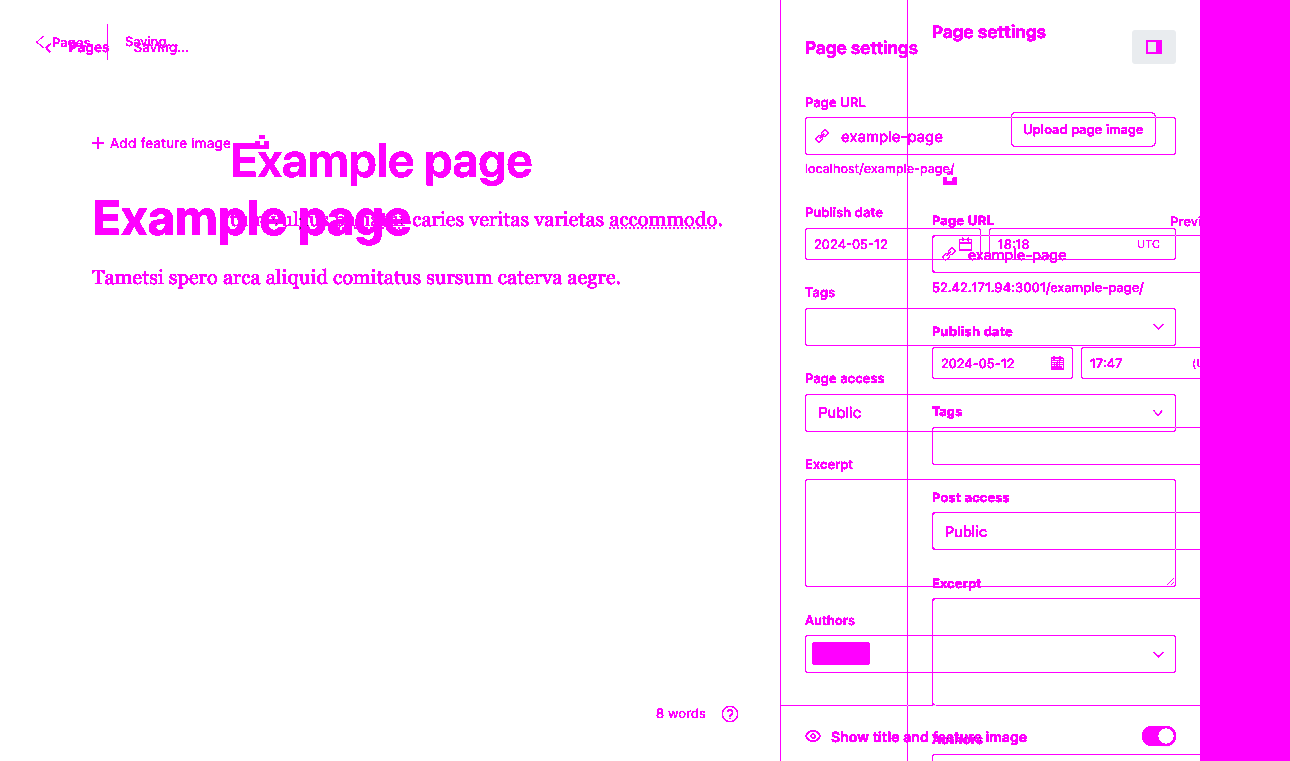 Pages
Saving...
Pages
Saving...
Page settings
Page settings
Page URL
Upload page image
example-page
localhost/example-page/
+ Add feature image
Example page
Example page
caries veritas varietas accommodo.
Tametsi spero arca aliquid comitatus sursum caterva aegre.
Publish date
2024-05-12
18:18
UTC
Page URL
Previ
example-page
52.42.171.94:3001/example-page/
Tags
Publish date
2024-05-12
17:47
Page access
Public
Tags
Excerpt
Post access
Public
Excerpt
Authors
8 words
?
Show title and feature image
Authors